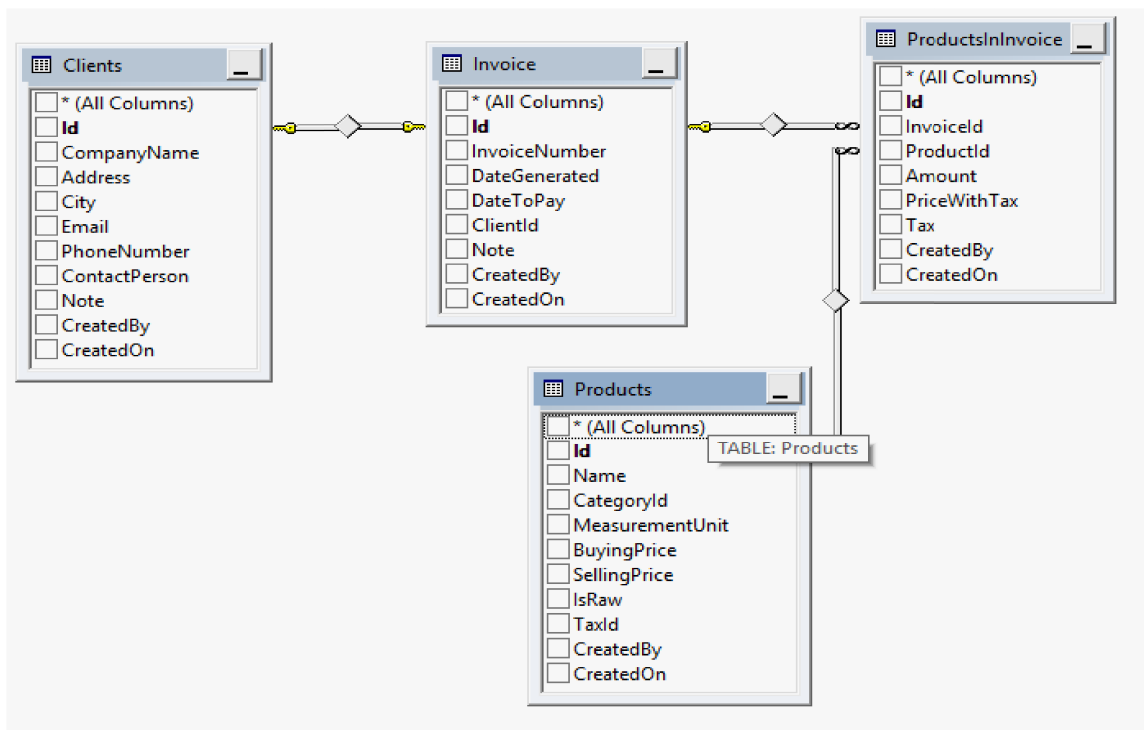 Clients
* (All Columns)
Id
CompanyName
Address
City
Email
PhoneNumber
ContactPerson
Note
CreatedBy
CreatedOn
Invoice
* (All Columns)
Id
InvoiceNumber
DateGenerated
DateToPay
ClientId
Note
CreatedBy
CreatedOn
ProductsInInvoice
* (All Columns)
Id
InvoiceId
ProductId
Amount
PriceWithTax
Tax
CreatedBy
CreatedOn
Products
* (All Columns)
TABLE: Products
Id
Name
CategoryId
MeasurementUnit
BuyingPrice
SellingPrice
IsRaw
TaxId
CreatedBy
CreatedOn